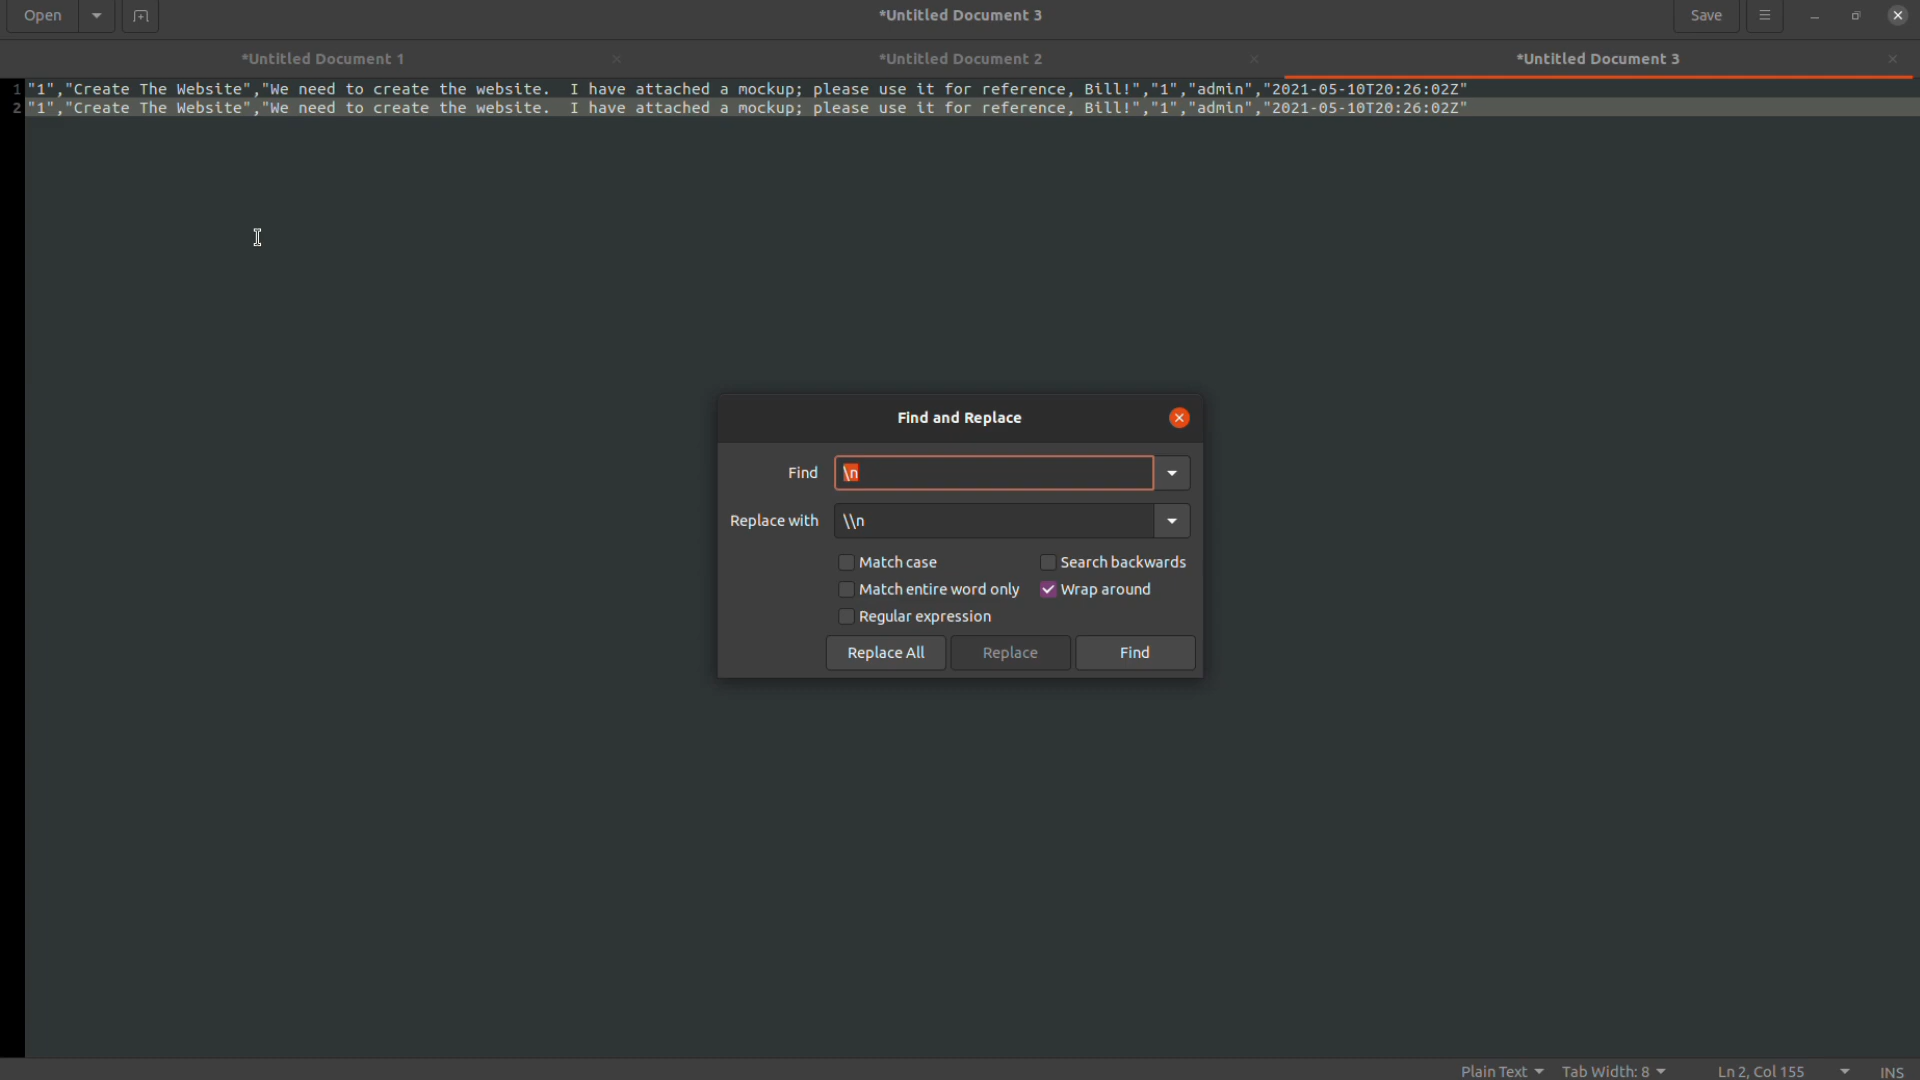 Open
*Untitled Document 3
Save
*Untitled Document 1
*Untitled Document 2
*Untitled Document 3
1 "1","Create The Website","We need to create the website.  I have attached a mockup; please use it for reference, Bill!","1","admin","2021-05-10T20:26:02Z"
2 "1","Create The Website","We need to create the website.  I have attached a mockup; please use it for reference, Bill!","1","admin","2021-05-10T20:26:02Z"
Find and Replace
Find \n
Replace with \\n
Match case Search backwards
Match entire word only Wrap around
Regular expression
Replace All Replace Find
Plain Text Tab Width: 8 Ln 2, Col 155 INS